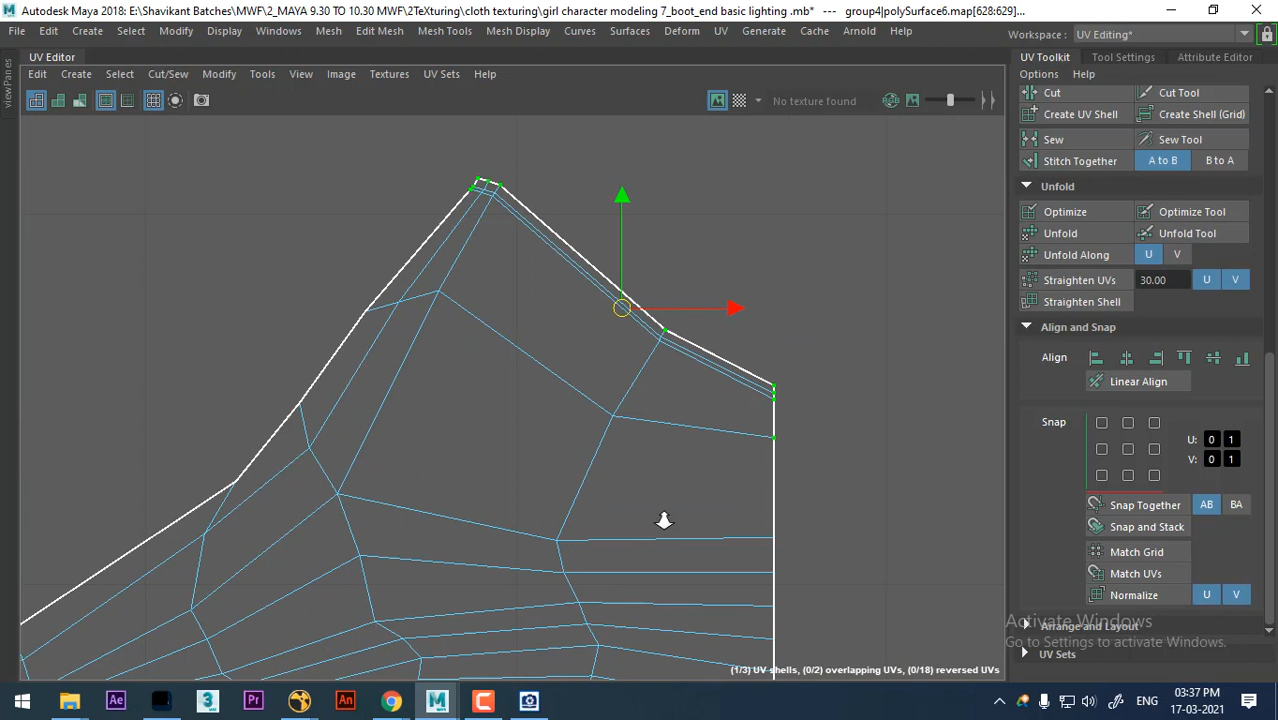 Autodesk Maya 2018: E:\Shavikant Batches\MWF\2_MAYA 9.30 TO 10.30 MWF\2TeXturing\cloth texturing\girl character modeling 7_boot_end basic lighting .mb* --- group4|polySurface6.map[628:629]...
File Edit Create Select Modify Display Windows Mesh Edit Mesh Mesh Tools Mesh Display Curves Surfaces Deform UV Generate Cache Arnold Help Workspace : UV Editing*
viewPanes
UV Editor
UV Toolkit Tool Settings Attribute Editor
Edit Create Select Cut/Sew Modify Tools View Image Textures UV Sets Help
Options Help
No texture found
Cut Cut Tool
Create UV Shell Create Shell (Grid)
Sew Sew Tool
Stitch Together A to B B to A
Unfold
Optimize Optimize Tool
Unfold Unfold Tool
Unfold Along U V
Straighten UVs 30.00 U V
Straighten Shell
Align and Snap
Align
Linear Align
Snap
U: 0 1
V: 0 1
Snap Together AB BA
Snap and Stack
Match Grid
Match UVs
Normalize U V
Arrange and Layout
UV Sets
Activate Windows
Go to Settings to activate Windows.
(1/3) UV shells, (0/2) overlapping UVs, (0/18) reversed UVs
Ae 3 Pr An M
ENG
03:37 PM
17-03-2021